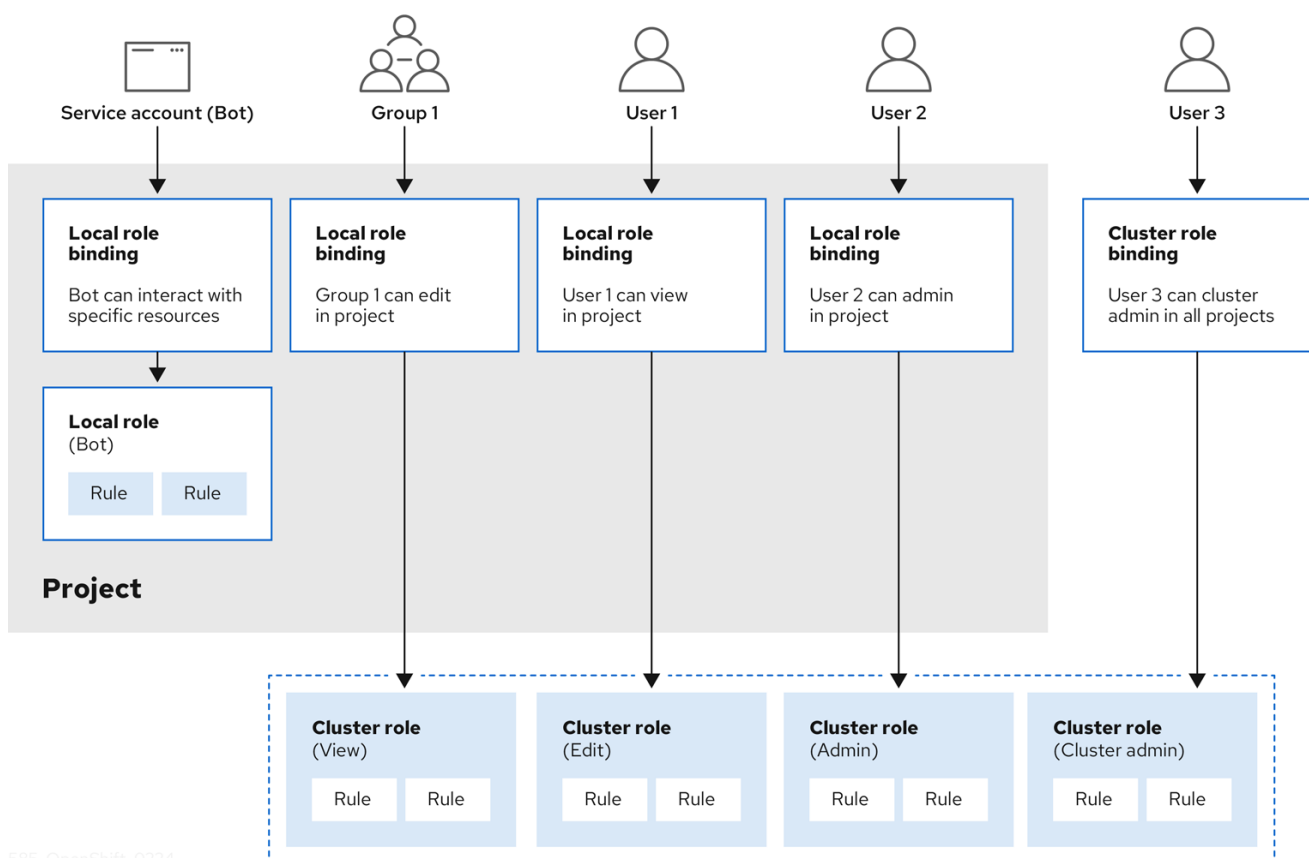 Service account (Bot)
Group 1
User 1
User 2
User 3
Local role
binding
Bot can interact with
specific resources
Local role
binding
Group 1 can edit
in project
Local role
binding
User 1 can view
in project
Local role
binding
User 2 can admin
in project
Cluster role
binding
User 3 can cluster
admin in all projects
Local role
(Bot)
Rule
Rule
Project
Cluster role
(View)
Rule
Rule
Cluster role
(Edit)
Rule
Rule
Cluster role
(Admin)
Rule
Rule
Cluster role
(Cluster admin)
Rule
Rule